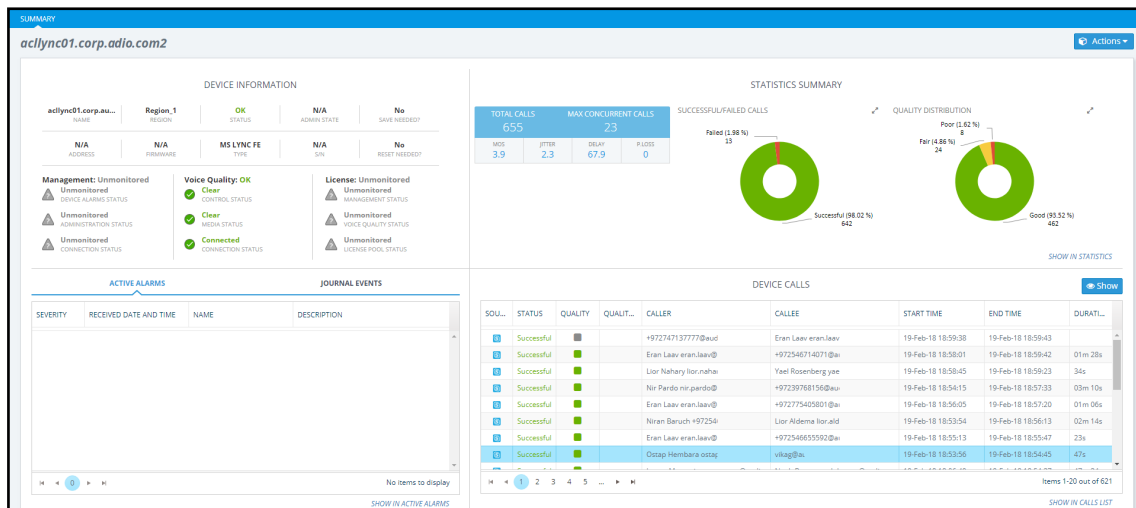 SUMMARY
acllync01.corp.adio.com2
Actions
DEVICE INFORMATION
acllync01.corp.au... Region_1 OK N/A No
NAME REGION STATUS ADMIN STATE SAVE NEEDED?
N/A N/A MS LYNC FE N/A No
ADDRESS FIRMWARE TYPE S/N RESET NEEDED?
Management: Unmonitored Voice Quality: OK License: Unmonitored
Unmonitored Clear Unmonitored
DEVICE ALARMS STATUS CONTROL STATUS MANAGEMENT STATUS
Unmonitored Clear Unmonitored
ADMINISTRATION STATUS MEDIA STATUS VOICE QUALITY STATUS
Unmonitored Connected Unmonitored
CONNECTION STATUS CONNECTION STATUS LICENSE POOL STATUS
STATISTICS SUMMARY
TOTAL CALLS MAX CONCURRENT CALLS
655 23
MOS JITTER DELAY P.LOSS
3.9 2.3 67.9 0
SUCCESSFUL/FAILED CALLS
Failed (1.98 %)
13
Successful (98.02 %)
642
QUALITY DISTRIBUTION
Poor (1.62 %)
8
Fair (4.86 %)
24
Good (93.52 %)
462
SHOW IN STATISTICS
ACTIVE ALARMS JOURNAL EVENTS
SEVERITY RECEIVED DATE AND TIME NAME DESCRIPTION
0 No items to display
SHOW IN ACTIVE ALARMS
DEVICE CALLS
Show
SOU... STATUS QUALITY QUALIT... CALLER CALLEE START TIME END TIME DURATI...
Successful +972747137777@aud Eran Laav eran.laav 19-Feb-18 18:59:38 19-Feb-18 18:59:43
Successful Eran Laav eran.laav@ +972546714071@a 19-Feb-18 18:58:01 19-Feb-18 18:59:42 01m 28s
Successful Lior Nahery lior.naha 19-Feb-18 18:58:45 Yael Rosenberg yae 19-Feb-18 18:59:23 34s
Successful Nir Pardo nir.pardo@ +97239768156@au 19-Feb-18 18:54:15 19-Feb-18 18:57:33 03m 10s
Successful Eran Laav eran.laav@ +972775405801@a 19-Feb-18 18:56:05 19-Feb-18 18:57:20 01m 06s
Successful Niran Baruch +97254 Lior Aldema lior.ald 19-Feb-18 18:53:54 19-Feb-18 18:56:13 02m 14s
Successful Eran Laav eran.laav@ +972546655592@a 19-Feb-18 18:55:13 19-Feb-18 18:55:47 23s
Successful Ostap Hembara ostap vikag@a 19-Feb-18 18:53:56 19-Feb-18 18:54:45 47s
1 2 3 4 5 ... Items 1-20 out of 621
SHOW IN CALLS LIST